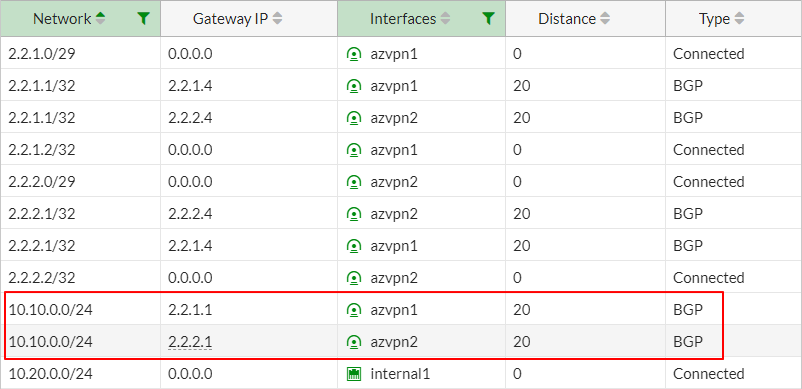 Network Gateway IP Interfaces Distance Type
2.2.1.0/29 0.0.0.0 azvpn1 0 Connected
2.2.1.1/32 2.2.1.4 azvpn1 20 BGP
2.2.1.1/32 2.2.2.4 azvpn2 20 BGP
2.2.1.2/32 0.0.0.0 azvpn1 0 Connected
2.2.2.0/29 0.0.0.0 azvpn2 0 Connected
2.2.2.1/32 2.2.2.4 azvpn2 20 BGP
2.2.2.1/32 2.2.1.4 azvpn1 20 BGP
2.2.2.2/32 0.0.0.0 azvpn2 0 Connected
10.10.0.0/24 2.2.1.1 azvpn1 20 BGP
10.10.0.0/24 2.2.2.1 azvpn2 20 BGP
10.20.0.0/24 0.0.0.0 internal1 0 Connected